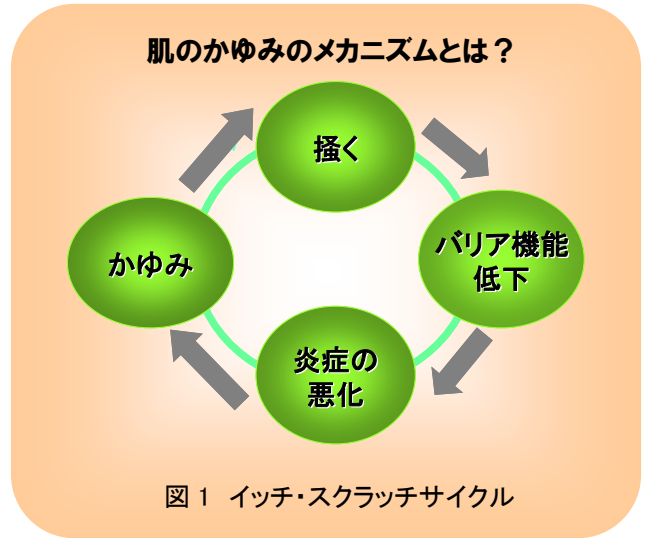 肌のかゆみのメカニズムとは？
掻く
バリア機能
低下
炎症の
悪化
かゆみ
図 1 イッチ・スクラッチサイクル